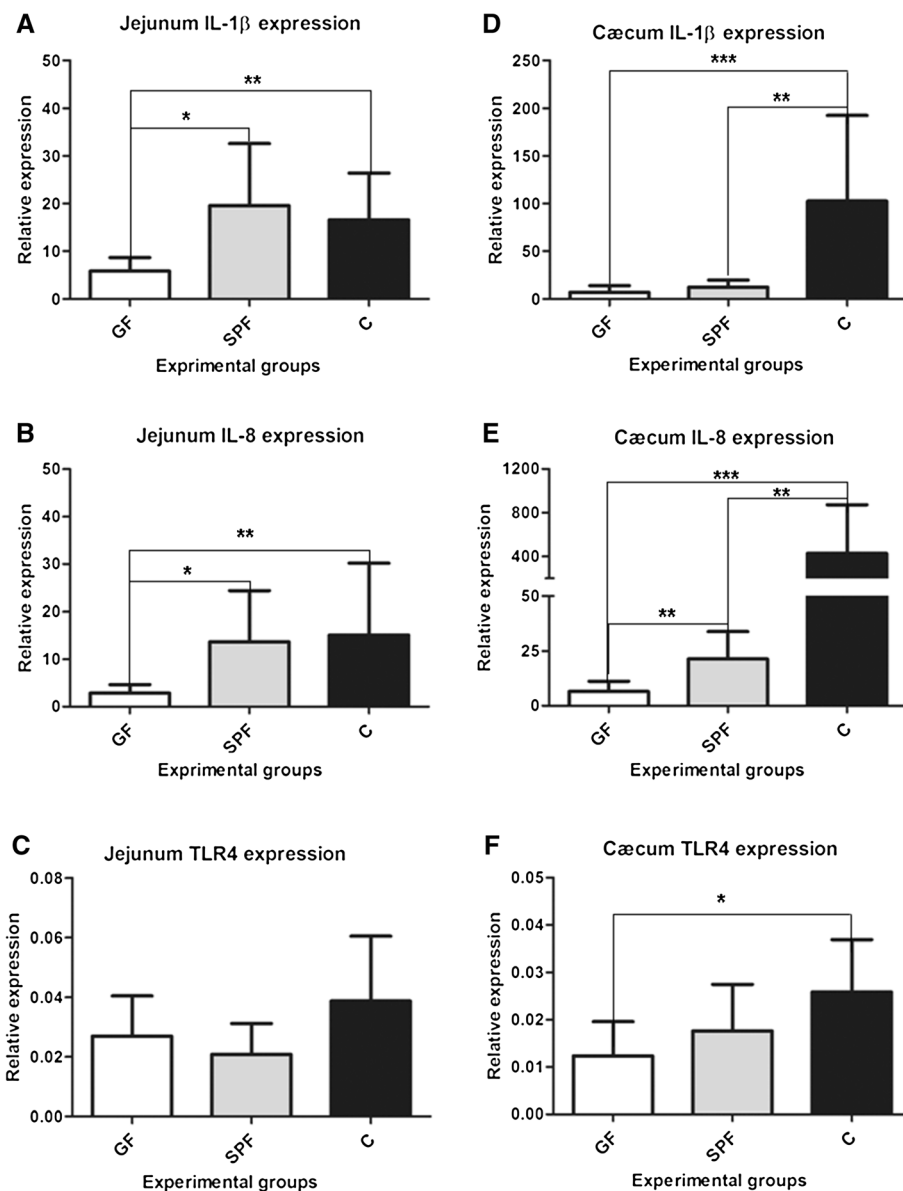 A
Jejunum IL-1β expression
Relative expression
50
40
30
20
10
0
**
*
GF
SPF
C
Exprimental groups
D
Cæcum IL-1β expression
Relative expression
250
200
150
100
50
0
***
**
GF
SPF
C
Experimental groups
B
Jejunum IL-8 expression
Relative expression
50
40
30
20
10
0
**
*
GF
SPF
C
Exprimental groups
E
Cæcum IL-8 expression
Relative expression
1200
800
400
50
25
0
***
**
**
GF
SPF
C
Experimental groups
C
Jejunum TLR4 expression
Relative expression
0.08
0.06
0.04
0.02
0.00
GF
SPF
C
Experimental groups
F
Cæcum TLR4 expression
Relative expression
0.05
0.04
0.03
0.02
0.01
0.00
*
GF
SPF
C
Experimental groups